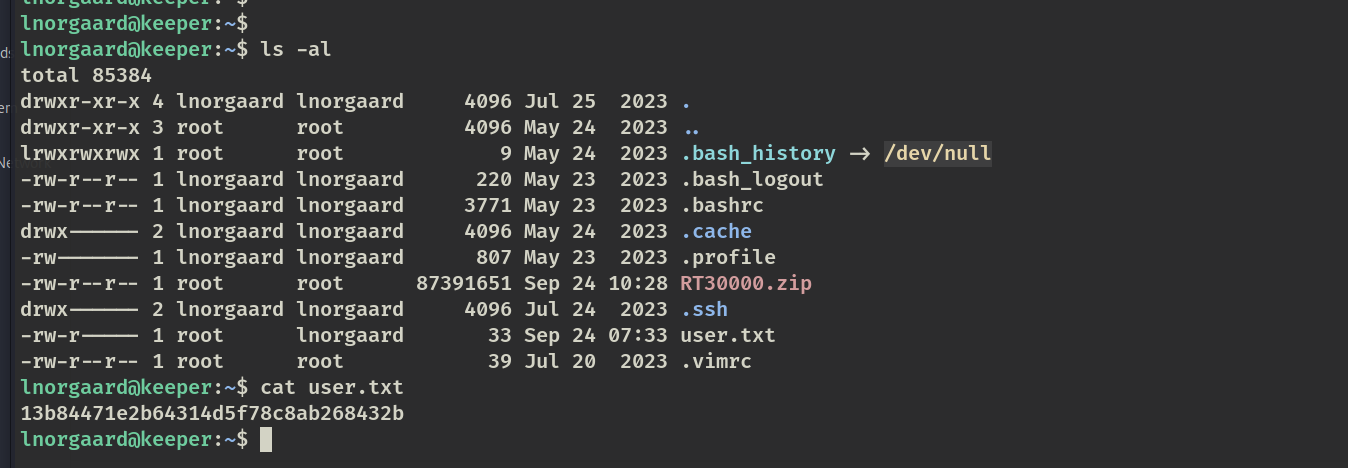 lnorgaard@keeper:~$
lnorgaard@keeper:~$
lnorgaard@keeper:~$ ls -al
total 85384
drwxr-xr-x 4 lnorgaard lnorgaard     4096 Jul 25  2023 .
drwxr-xr-x 3 root      root          4096 May 24  2023 ..
lrwxrwxrwx 1 root      root             9 May 24  2023 .bash_history -> /dev/null
-rw-r--r-- 1 lnorgaard lnorgaard      220 May 23  2023 .bash_logout
-rw-r--r-- 1 lnorgaard lnorgaard     3771 May 23  2023 .bashrc
drwx------ 2 lnorgaard lnorgaard     4096 May 24  2023 .cache
-rw------- 1 lnorgaard lnorgaard      807 May 23  2023 .profile
-rw-r--r-- 1 root      root      87391651 Sep 24 10:28 RT30000.zip
drwx------ 2 lnorgaard lnorgaard     4096 Jul 24  2023 .ssh
-rw-r----- 1 root      lnorgaard       33 Sep 24 07:33 user.txt
-rw-r--r-- 1 root      root            39 Jul 20  2023 .vimrc
lnorgaard@keeper:~$ cat user.txt
13b84471e2b64314d5f78c8ab268432b
lnorgaard@keeper:~$